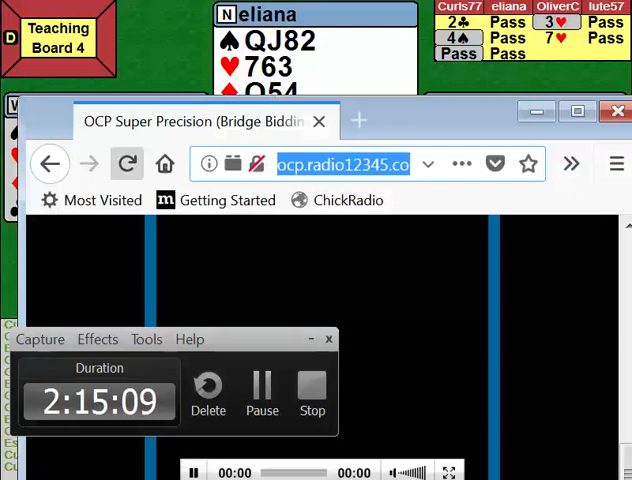 Curls77 eliana OliverC lute57
2♣ Pass 3♥ Pass
4♠ Pass 7♥ Pass
Pass Pass
D Teaching
Board 4
N eliana
♠ QJ82
♥ 763
♦ Q54
W
OCP Super Precision (Bridge Biddin
ocp.radio12345.co
Most Visited m Getting Started ChickRadio
Capture Effects Tools Help
Duration
2:15:09
Delete Pause Stop
00:00 00:00